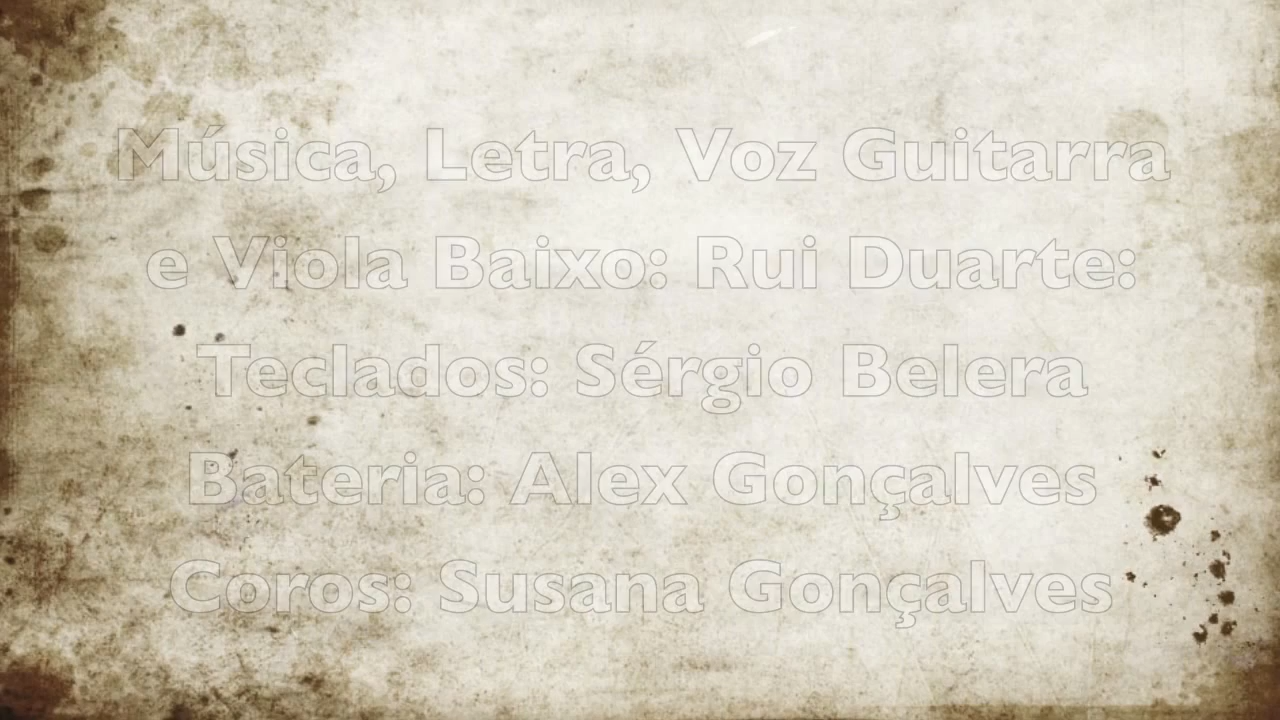 Música, Letra, Voz Guitarra
e Viola Baixo: Rui Duarte:
Teclados: Sérgio Belera
Bateria: Alex Gonçalves
Coros: Susana Gonçalves